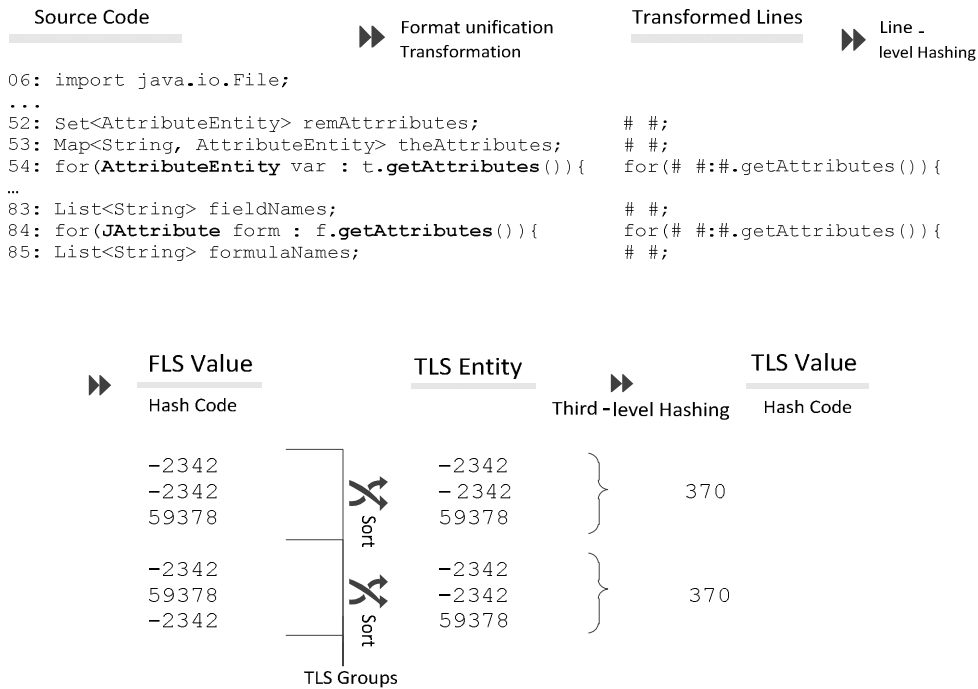 Source Code
Format unification
Transformation
Transformed Lines
Line -
level Hashing
06: import java.io.File;
...
52: Set<AttributeEntity> remAttrributes; # #;
53: Map<String, AttributeEntity> theAttributes; # #;
54: for(AttributeEntity var : t.getAttributes()){ for(# #:#.getAttributes()){
…
83: List<String> fieldNames; # #;
84: for(JAttribute form : f.getAttributes()){ for(# #:#.getAttributes()){
85: List<String> formulaNames; # #;
FLS Value
Hash Code
TLS Entity
Third - level Hashing
TLS Value
Hash Code
-2342 -2342
-2342 -2342 370
59378 59378
Sort
-2342 -2342
59378 -2342 370
-2342 59378
Sort
TLS Groups